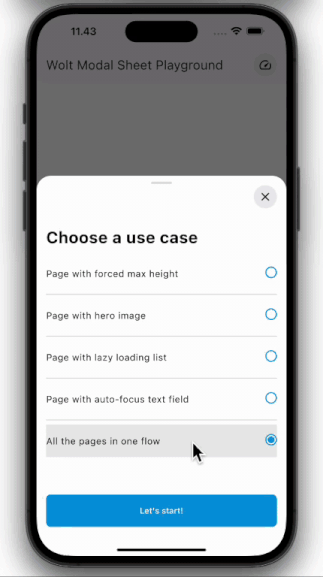 11.43
Wolt Modal Sheet Playground
Choose a use case
Page with forced max height
Page with hero image
Page with lazy loading list
Page with auto-focus text field
All the pages in one flow
Let's start!